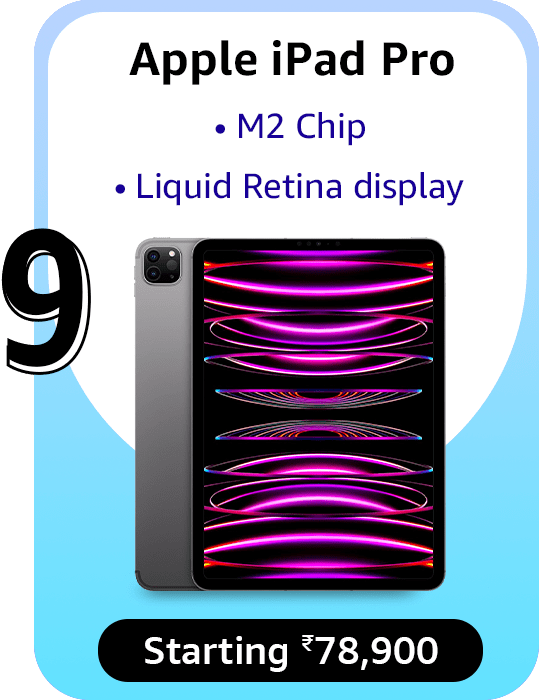 Apple iPad Pro
• M2 Chip
• Liquid Retina display
9
Starting ₹78,900